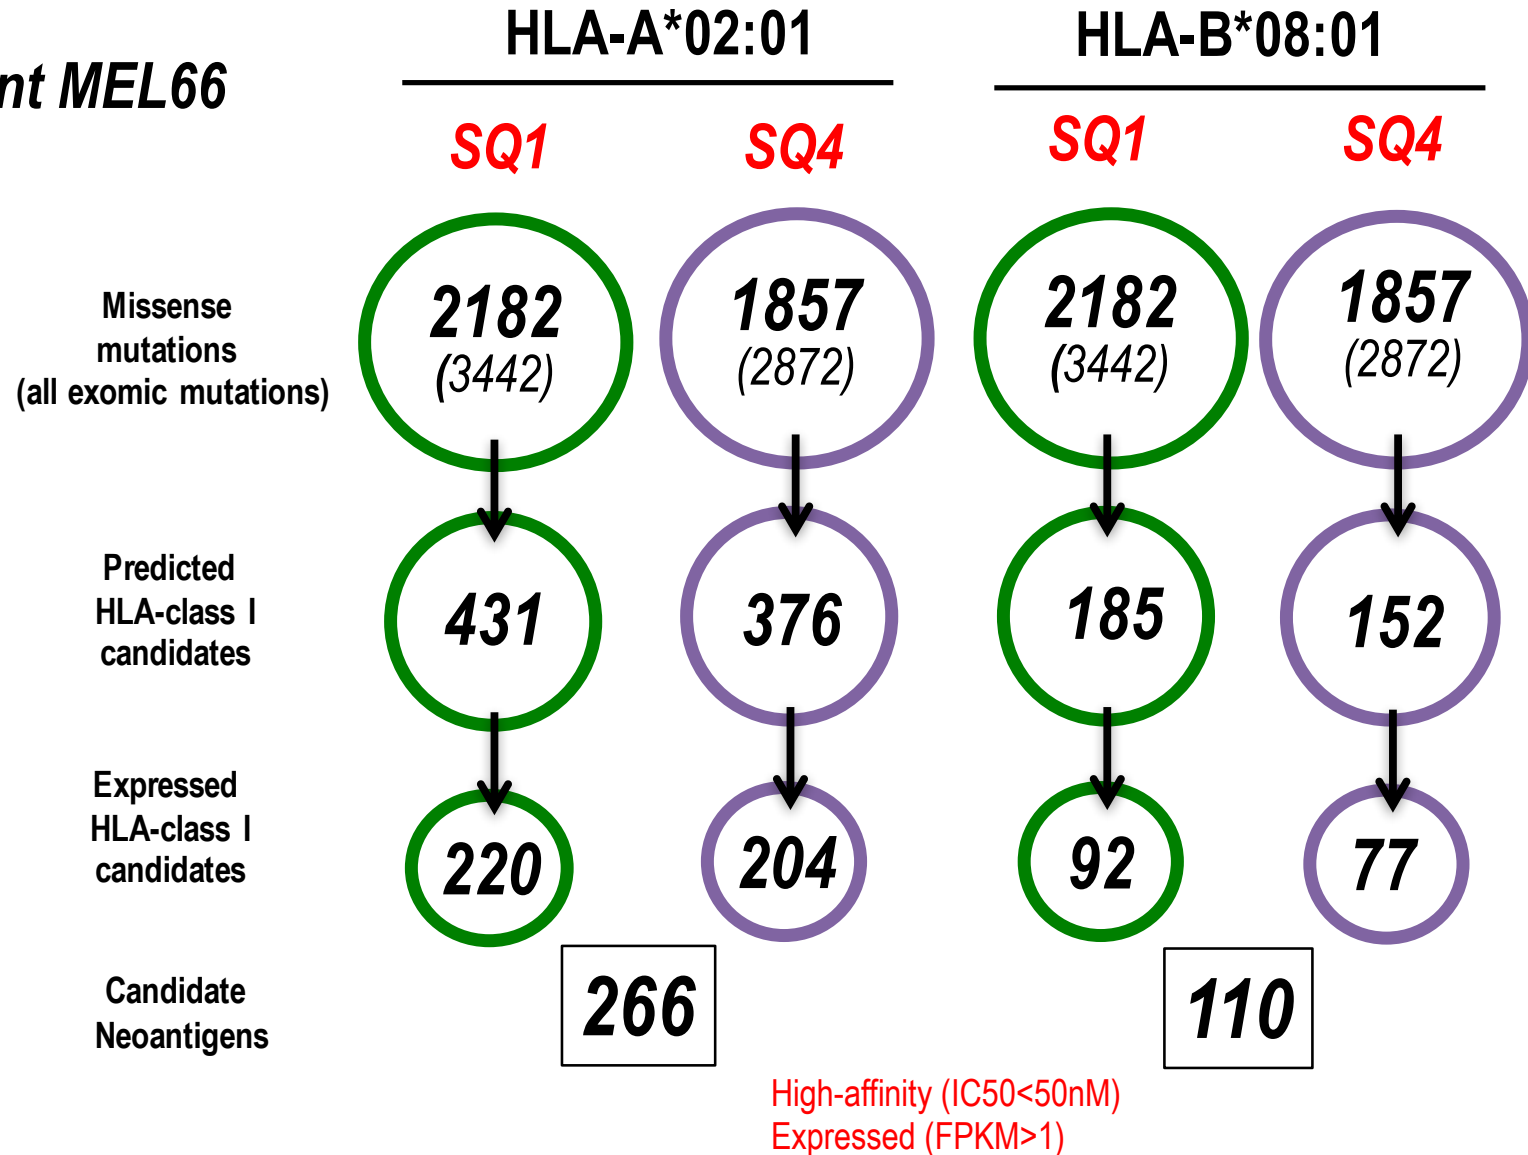 HLA-A*02:01 HLA-B*08:01
nt MEL66
SQ1 SQ4 SQ1 SQ4
Missense
mutations
(all exomic mutations)
2182 1857 2182 1857
(3442) (2872) (3442) (2872)
Predicted
HLA-class I
candidates
431 376 185 152
Expressed
HLA-class I
candidates
220 204 92 77
Candidate
Neoantigens
266 110
High-affinity (IC50<50nM)
Expressed (FPKM>1)